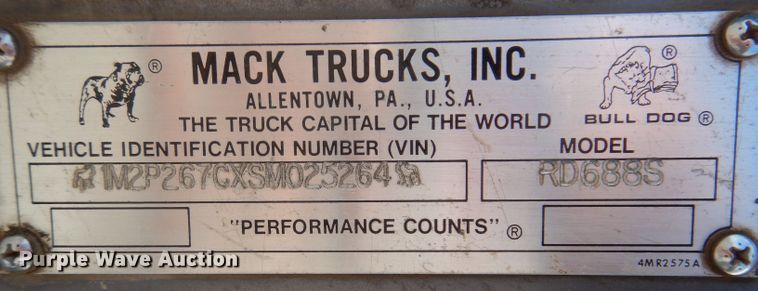 ® MACK TRUCKS, INC. ®
ALLENTOWN, PA., U.S.A.
THE TRUCK CAPITAL OF THE WORLD
BULL DOG ®
VEHICLE IDENTIFICATION NUMBER (VIN) MODEL
1M2P267CXSM025264 RD688S
"PERFORMANCE COUNTS" ®
4MR2575A
Purple Wave Auction